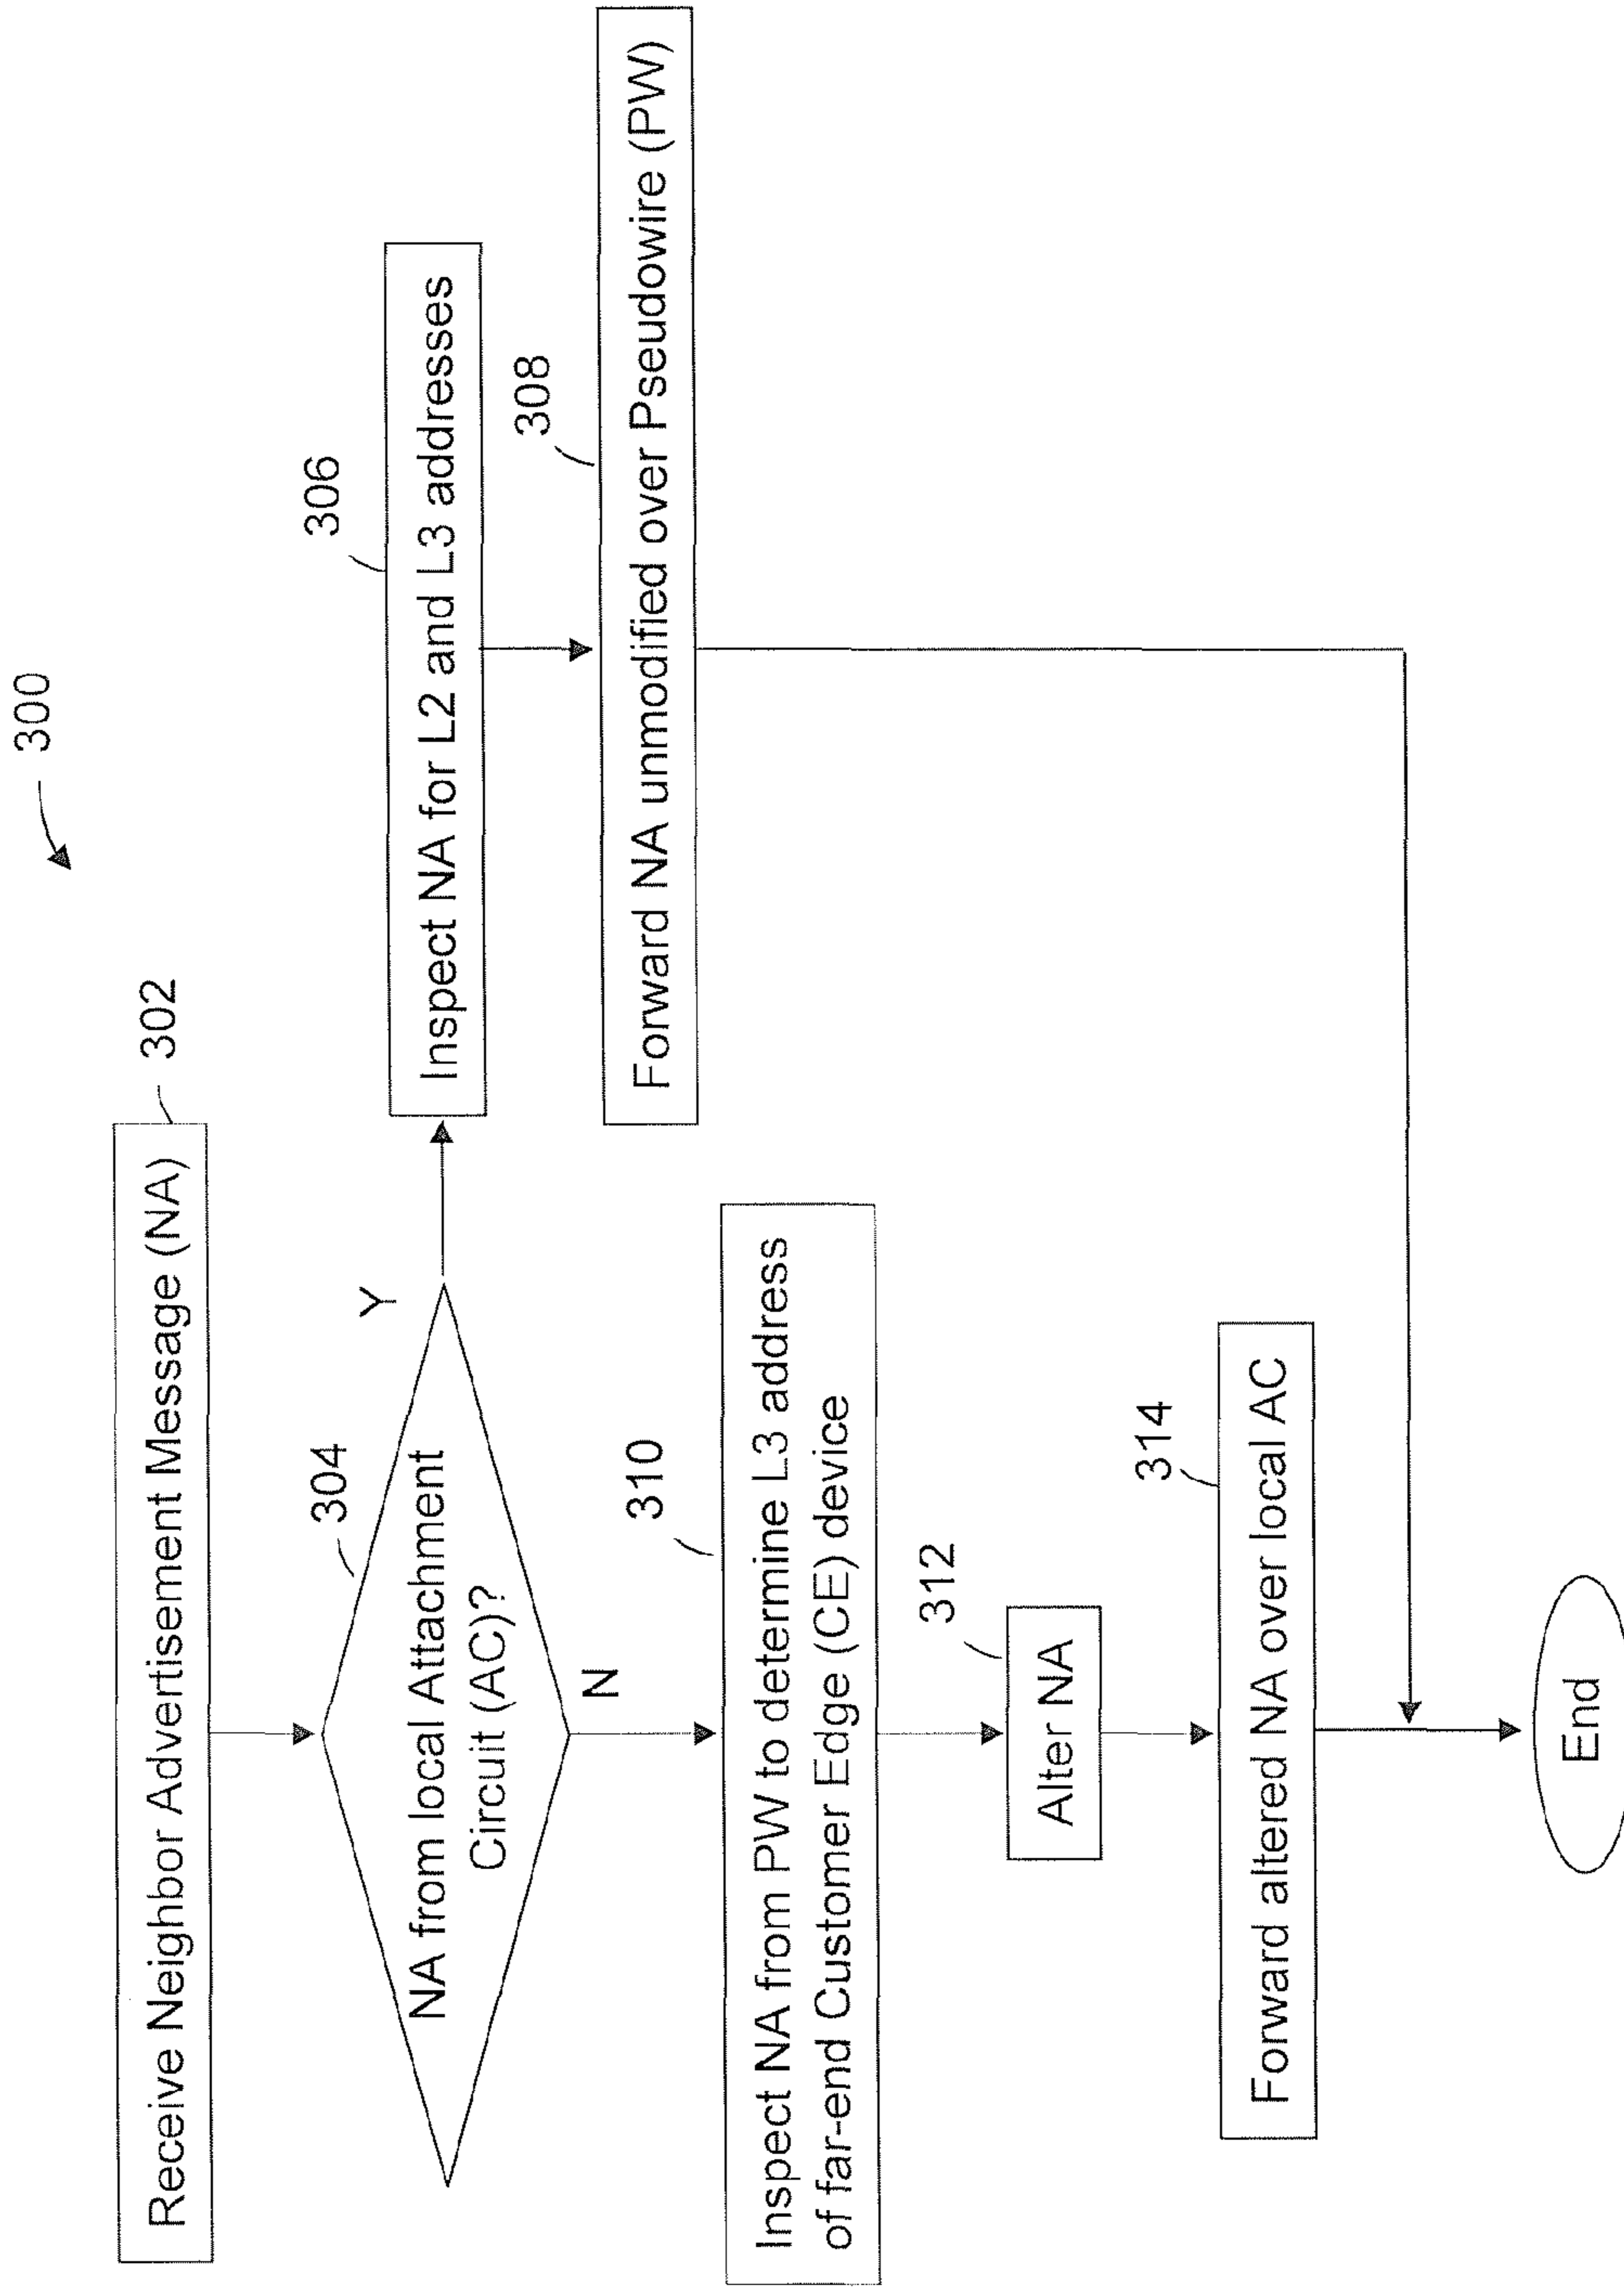 300
Receive Neighbor Advertisement Message (NA)
302
304
NA from local Attachment
Circuit (AC)?
Y
N
306
Inspect NA for L2 and L3 addresses
308
Forward NA unmodified over Pseudowire (PW)
310
Inspect NA from PW to determine L3 address
of far-end Customer Edge (CE) device
312
Alter NA
314
Forward altered NA over local AC
End